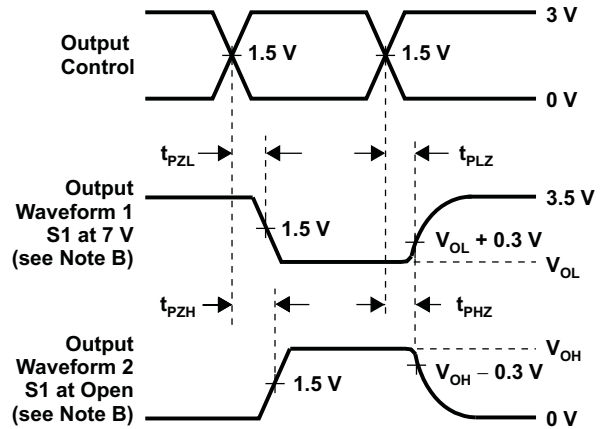 3 V
Output
Control
1.5 V
1.5 V
0 V
tPZL
tPLZ
Output
Waveform 1
S1 at 7 V
(see Note B)
3.5 V
1.5 V
VOL + 0.3 V
VOL
tPZH
tPHZ
Output
Waveform 2
S1 at Open
(see Note B)
VOH
1.5 V
VOH − 0.3 V
0 V